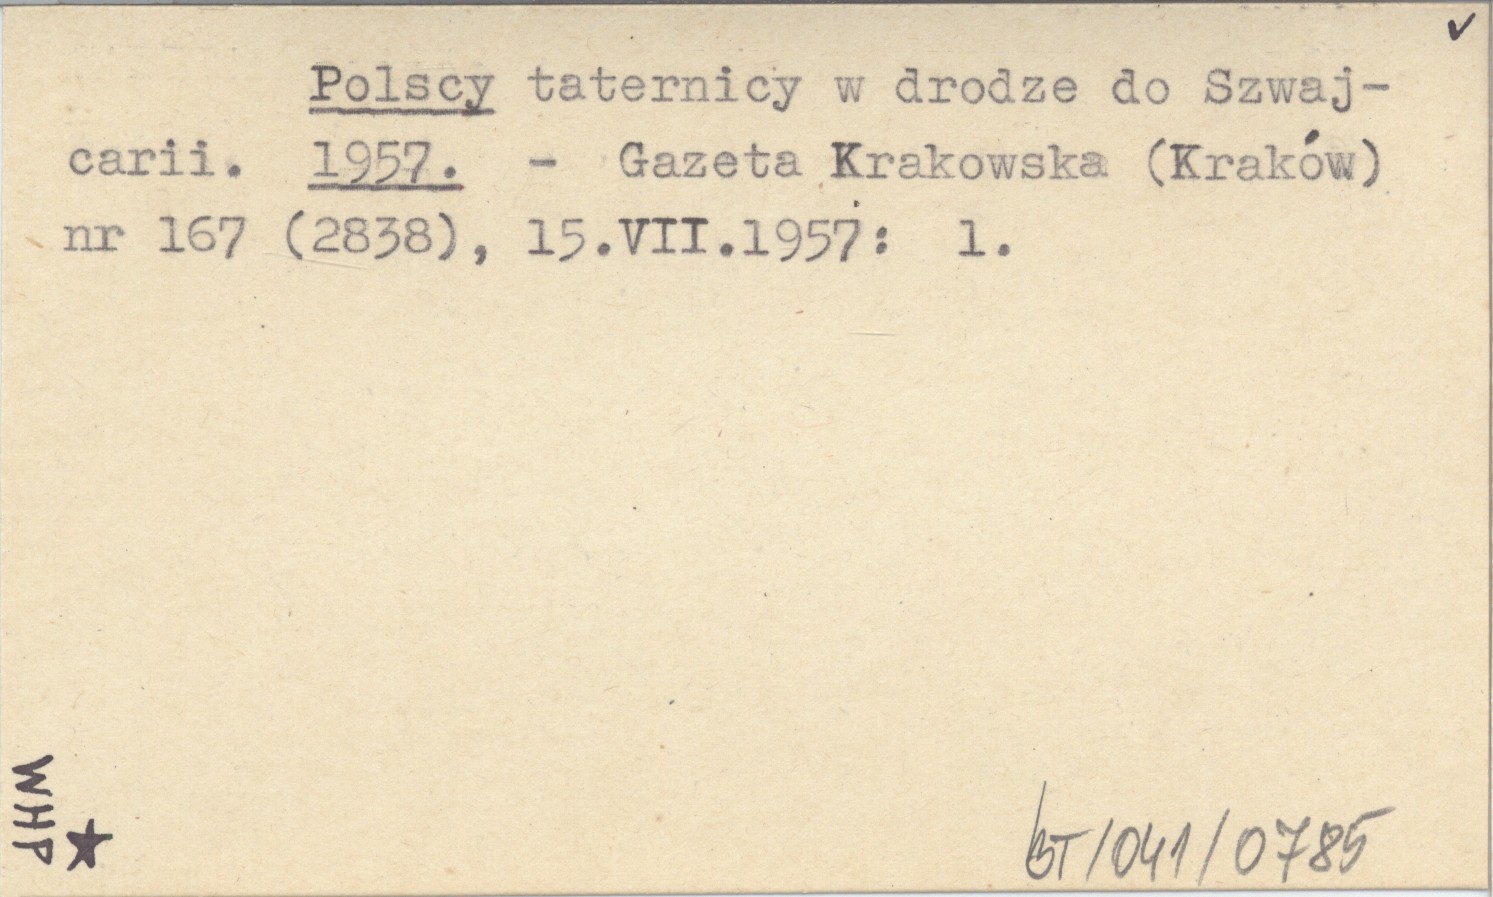 ✓
Polscy taternicy w drodze do Szwaj-
carii. 1957. - Gazeta Krakowska (Kraków)
nr 167 (2838), 15.VII.1957: 1.
WHP
★
BT/041/0785